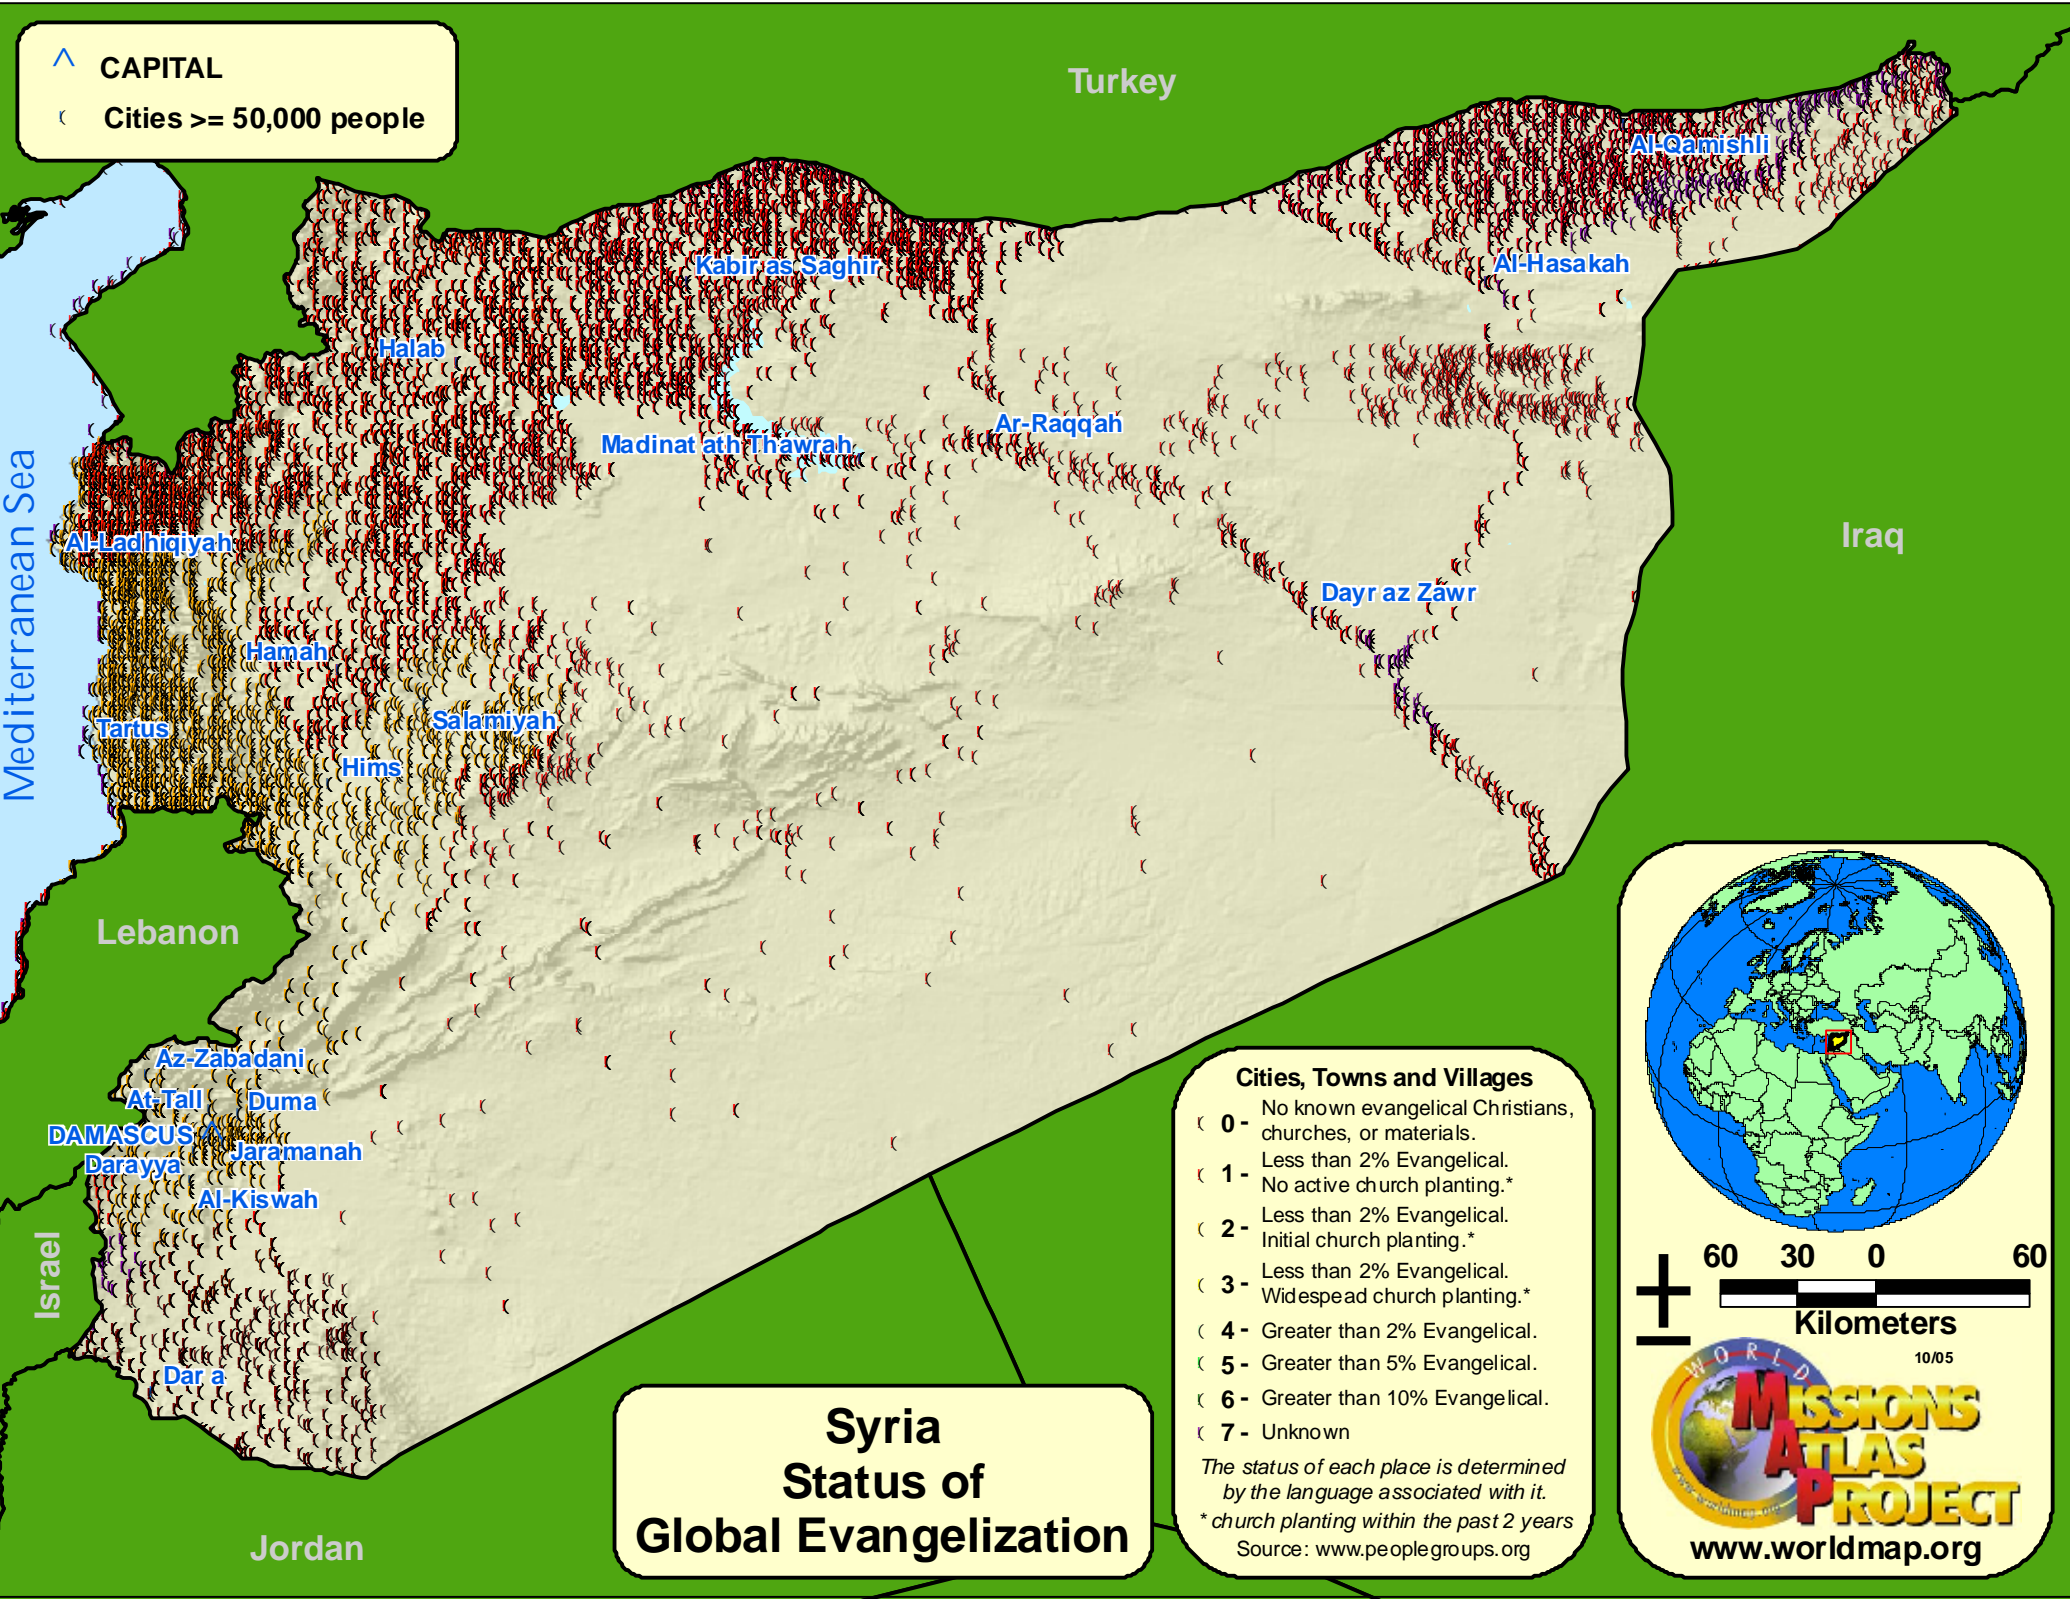 CAPITAL
Cities >= 50,000 people
Turkey
Al-Qamishli
Kabir as Saghir
Al-Hasakah
Halab
Ar-Raqqah
Madinat ath Thawrah
Mediterranean Sea
Al-Ladhiqiyah
Iraq
Dayr az Zawr
Hamah
Salamiyah
Tartus
Hims
Lebanon
Az-Zabadani
At-Tall
Duma
DAMASCUS
Jaramanah
Darayya
Al-Kiswah
Israel
Dar a
Jordan
Syria
Status of
Global Evangelization
Cities, Towns and Villages
0 - No known evangelical Christians,
churches, or materials.
1 - Less than 2% Evangelical.
No active church planting.*
2 - Less than 2% Evangelical.
Initial church planting.*
3 - Less than 2% Evangelical.
Widespead church planting.*
4 - Greater than 2% Evangelical.
5 - Greater than 5% Evangelical.
6 - Greater than 10% Evangelical.
7 - Unknown
The status of each place is determined
by the language associated with it.
* church planting within the past 2 years
Source: www.peoplegroups.org
60 30 0 60
Kilometers
10/05
WORLD
MISSIONS
ATLAS
PROJECT
www.worldmap.org